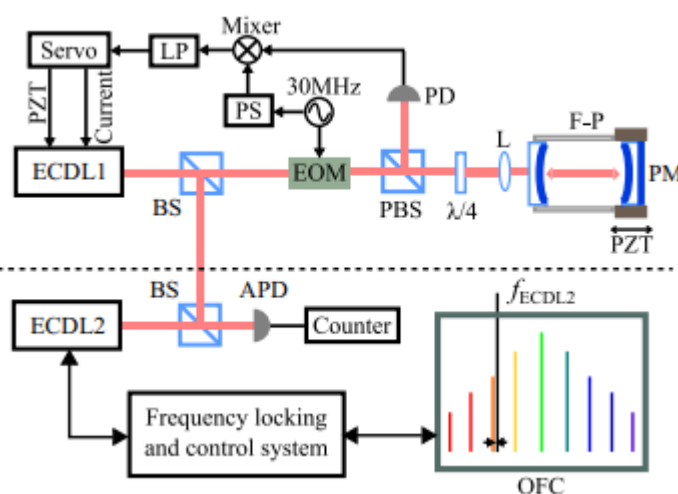 Mixer
Servo
LP
30MHz
PZT
Current
PS
PD
F-P
L
ECDL1
EOM
PM
BS
PBS
λ/4
PZT
BS
APD
fECDL2
ECDL2
Counter
Frequency locking
and control system
OFC